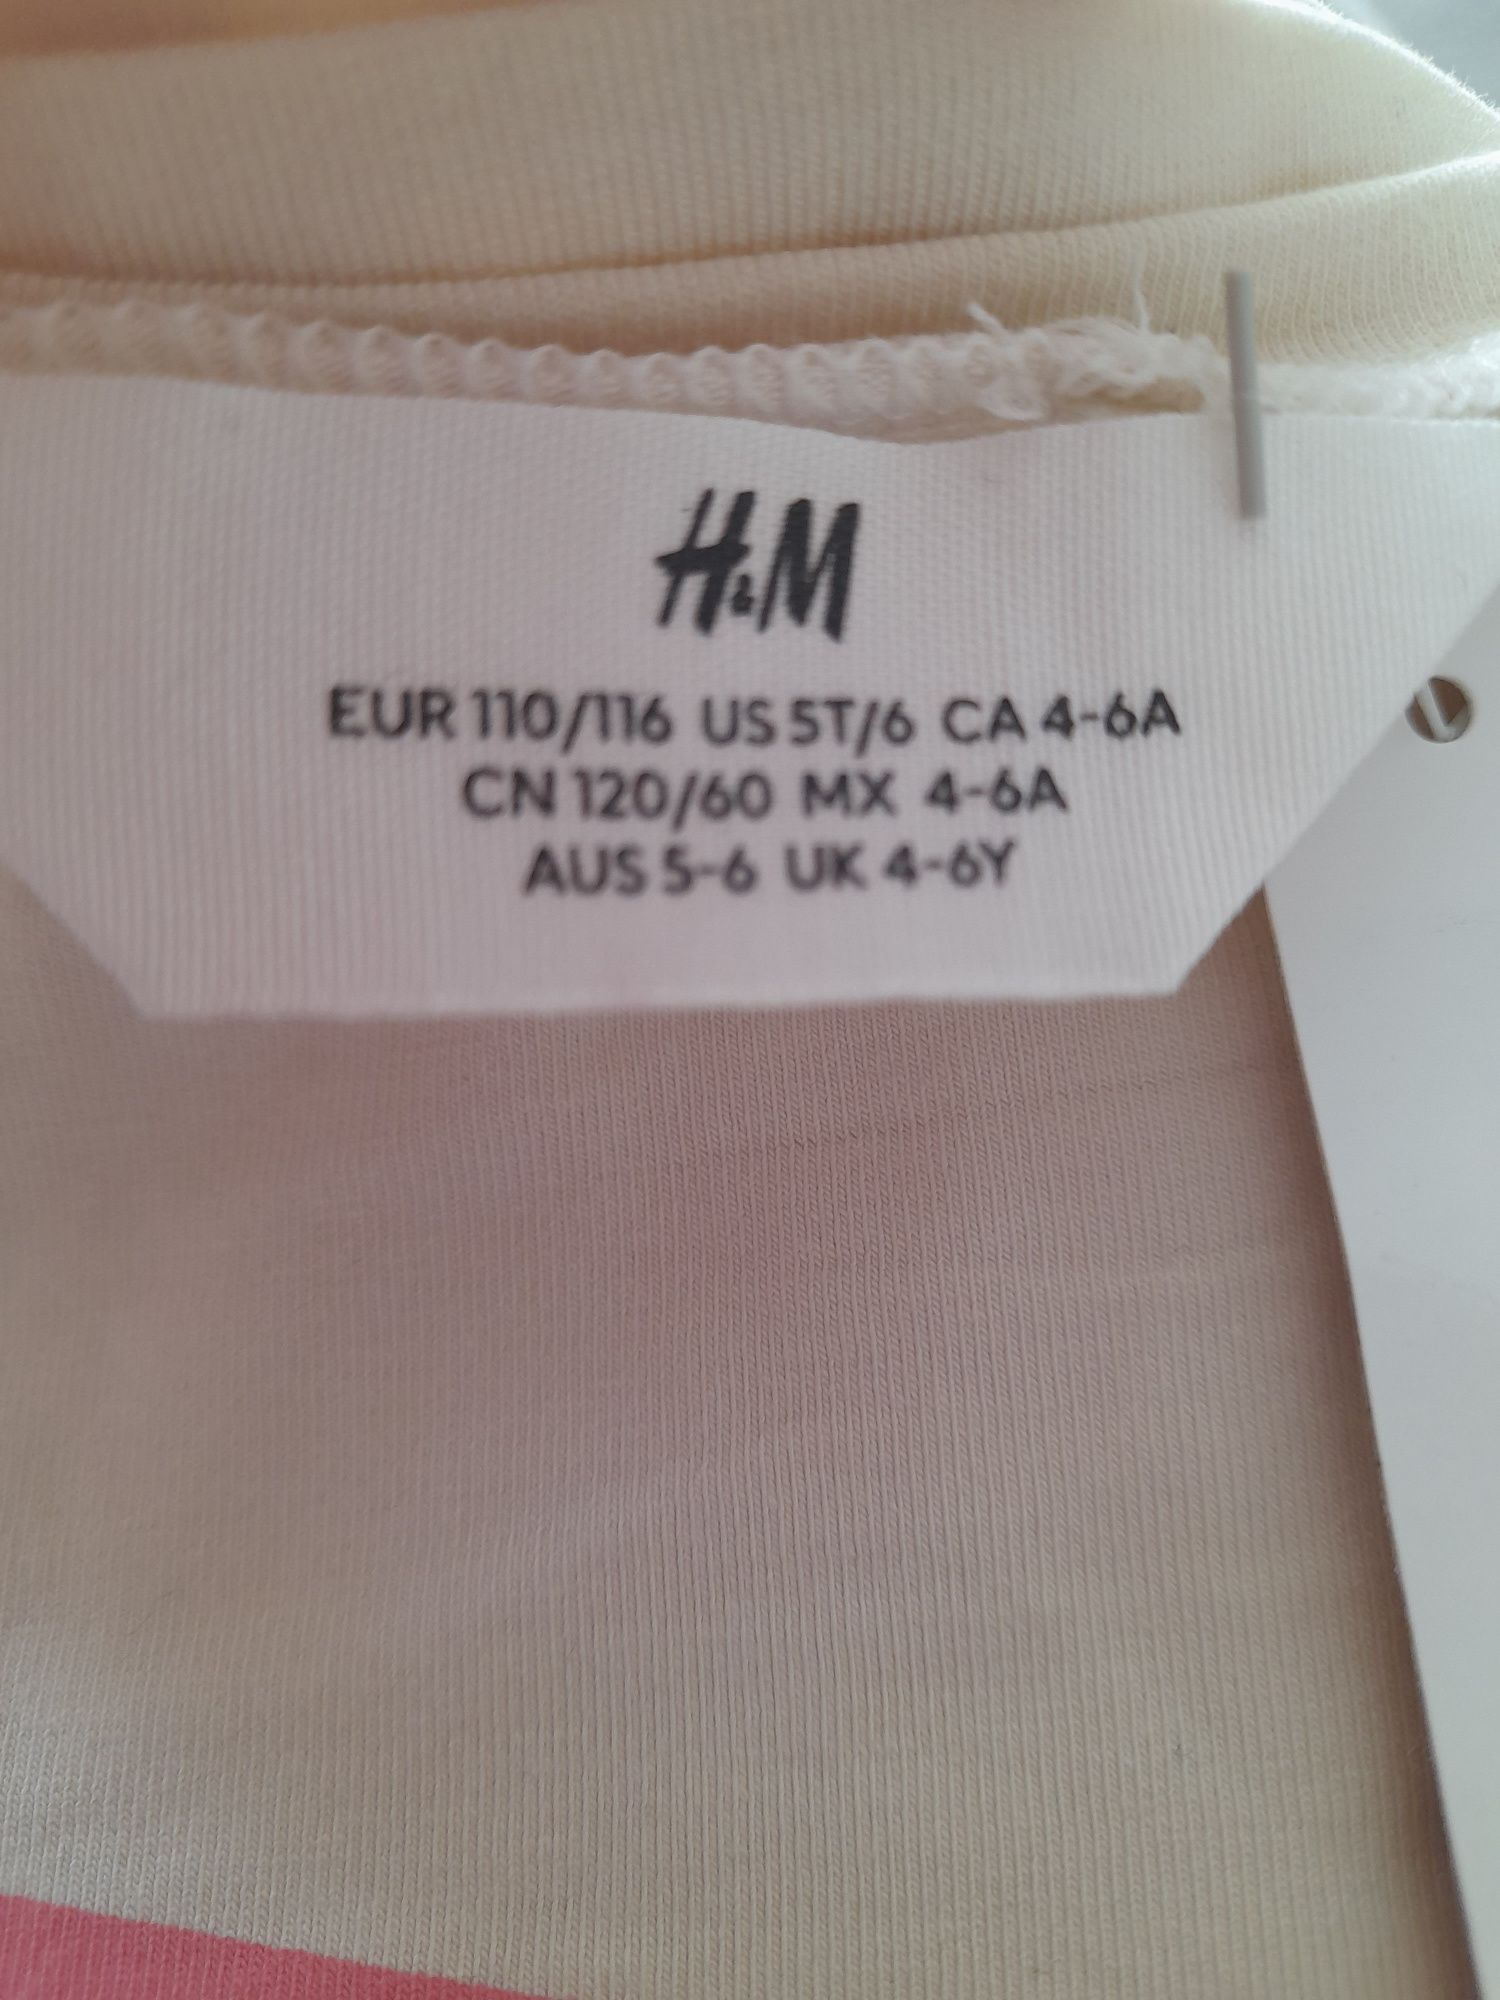 H&M
EUR 110/116 US 5T/6 CA 4-6A
CN 120/60 MX 4-6A
AUS 5-6 UK 4-6Y